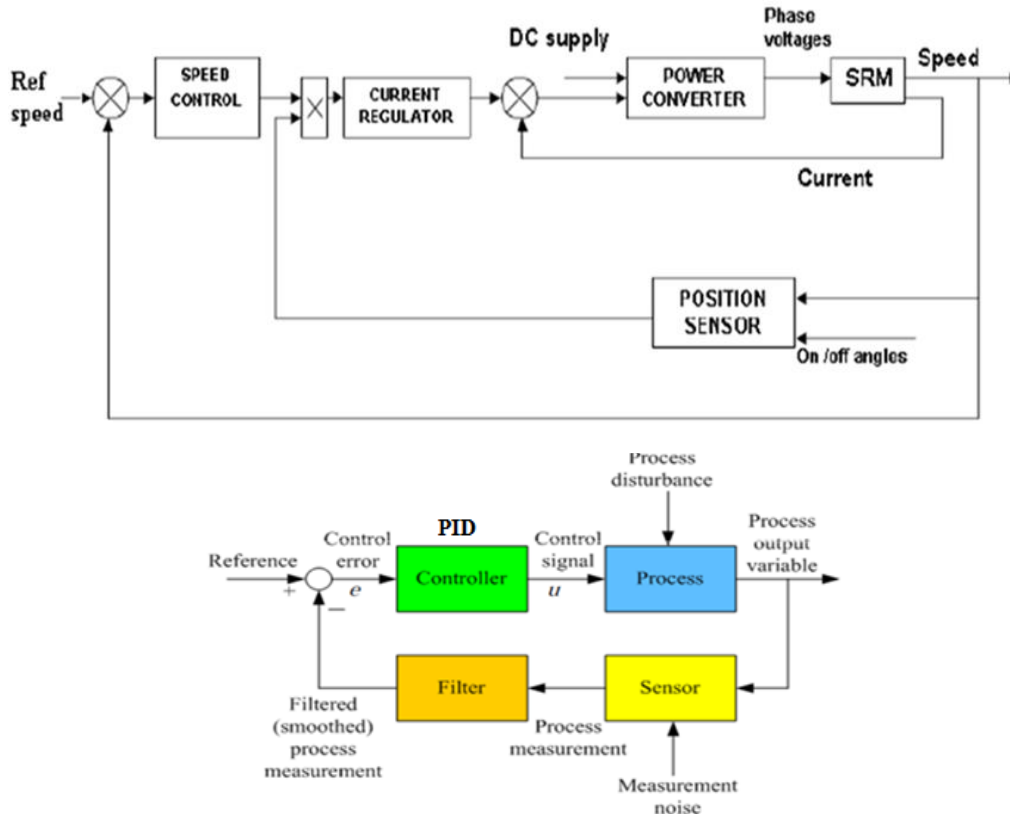 DC supply
Phase
voltages
Speed
Ref
speed
SPEED
CONTROL
X
CURRENT
REGULATOR
POWER
CONVERTER
SRM
Current
POSITION
SENSOR
On /off angles
Process
disturbance
PID
Reference
+
−
Control
error
e
Controller
Control
signal
u
Process
Process
output
variable
Filter
Sensor
Filtered
(smoothed)
process
measurement
Process
measurement
Measurement
noise